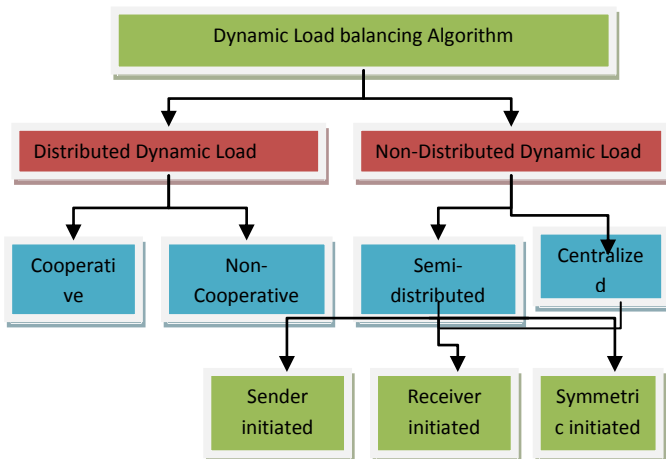 Dynamic Load balancing Algorithm
Distributed Dynamic Load
Non-Distributed Dynamic Load
Cooperati
ve
Non-
Cooperative
Semi-
distributed
Centralize
d
Sender
initiated
Receiver
initiated
Symmetri
c initiated